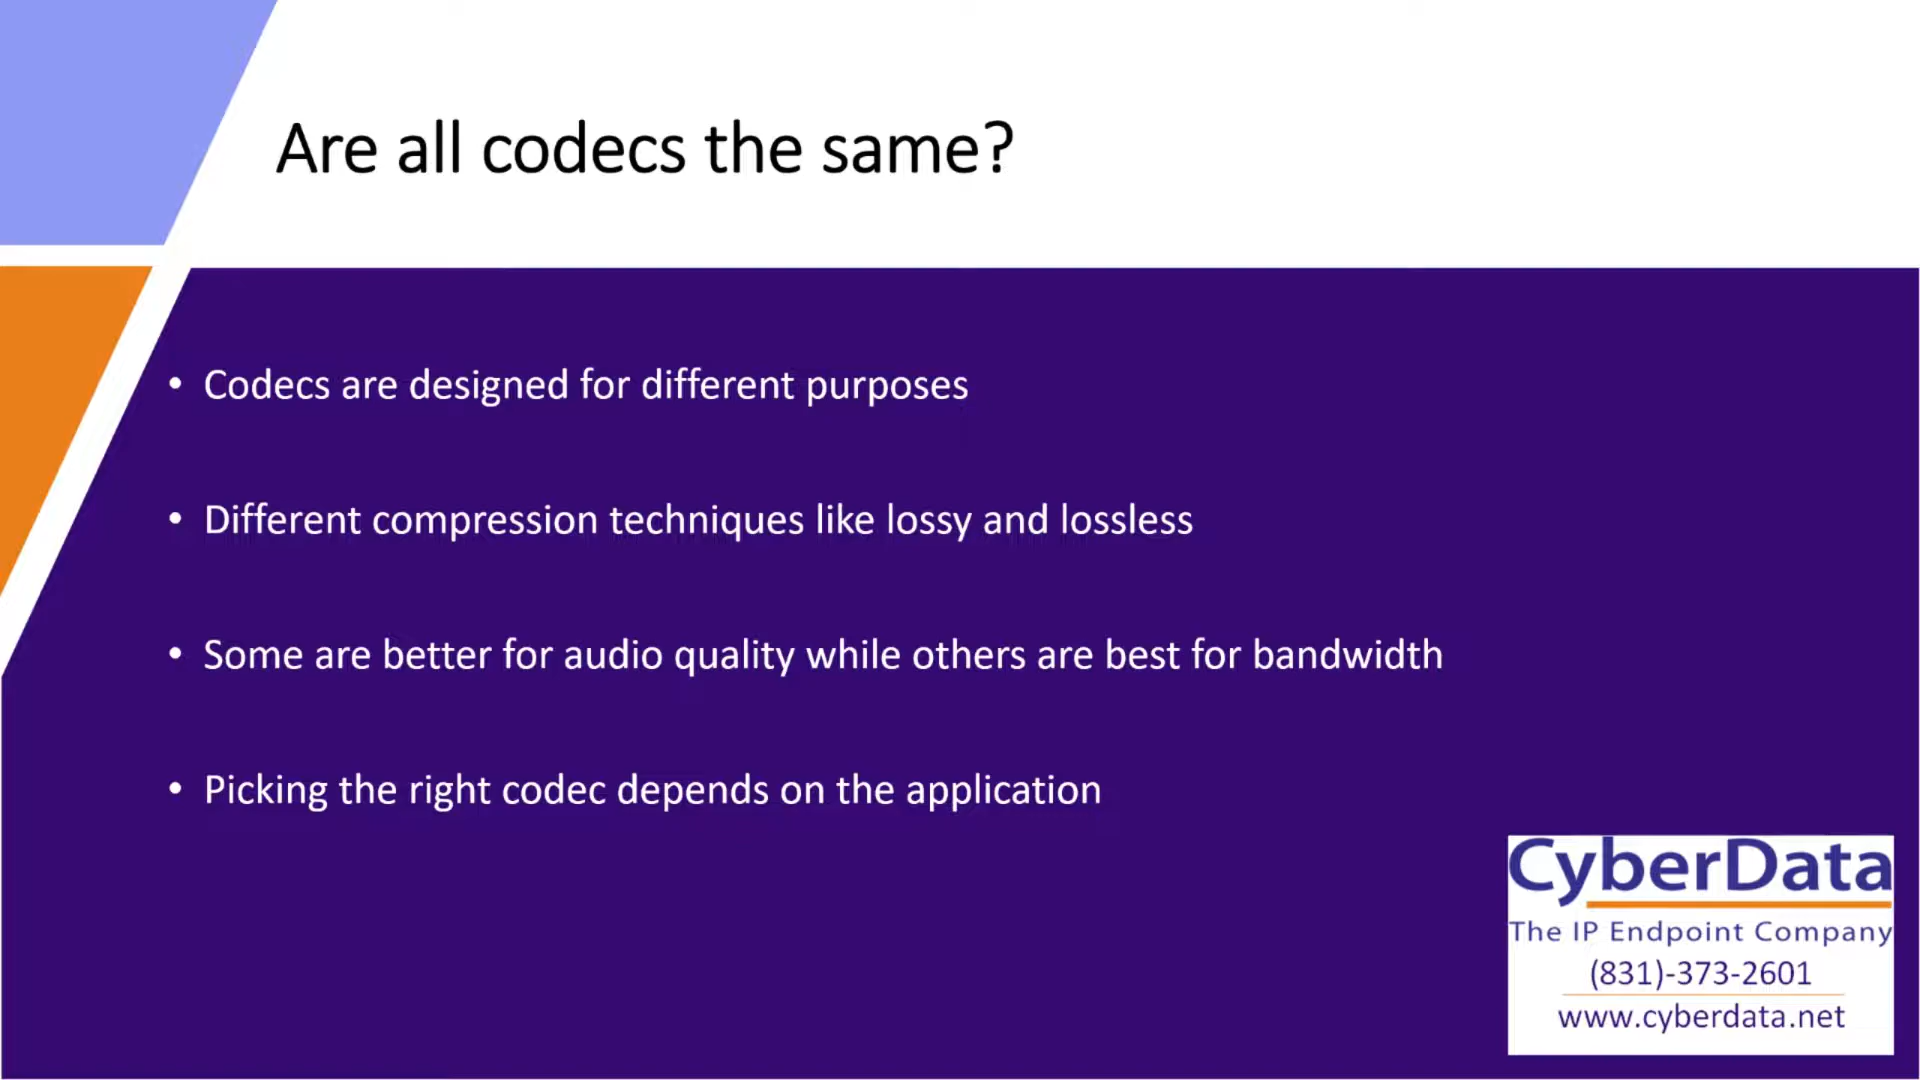 Are all codecs the same?
• Codecs are designed for different purposes
• Different compression techniques like lossy and lossless
• Some are better for audio quality while others are best for bandwidth
• Picking the right codec depends on the application
CyberData
The IP Endpoint Company
(831)-373-2601
www.cyberdata.net